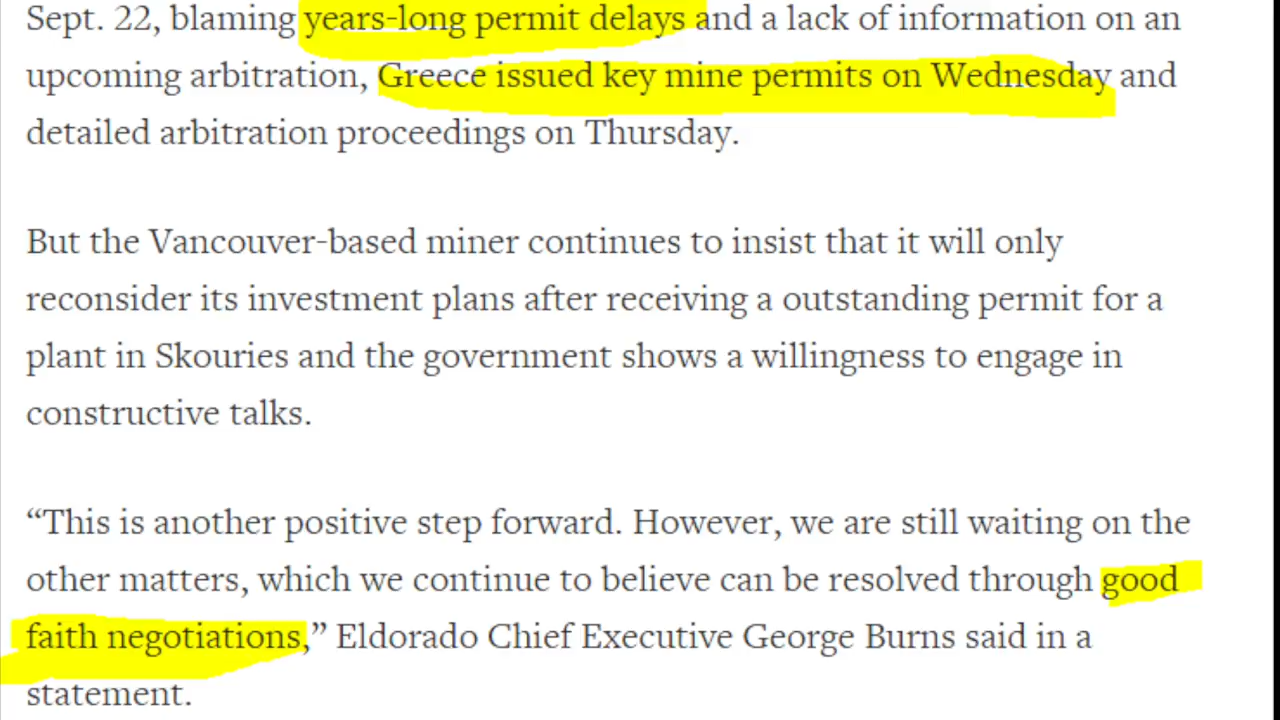 Sept. 22, blaming years-long permit delays and a lack of information on an
upcoming arbitration, Greece issued key mine permits on Wednesday and
detailed arbitration proceedings on Thursday.
But the Vancouver-based miner continues to insist that it will only
reconsider its investment plans after receiving a outstanding permit for a
plant in Skouries and the government shows a willingness to engage in
constructive talks.
“This is another positive step forward. However, we are still waiting on the
other matters, which we continue to believe can be resolved through good
faith negotiations,” Eldorado Chief Executive George Burns said in a
statement.